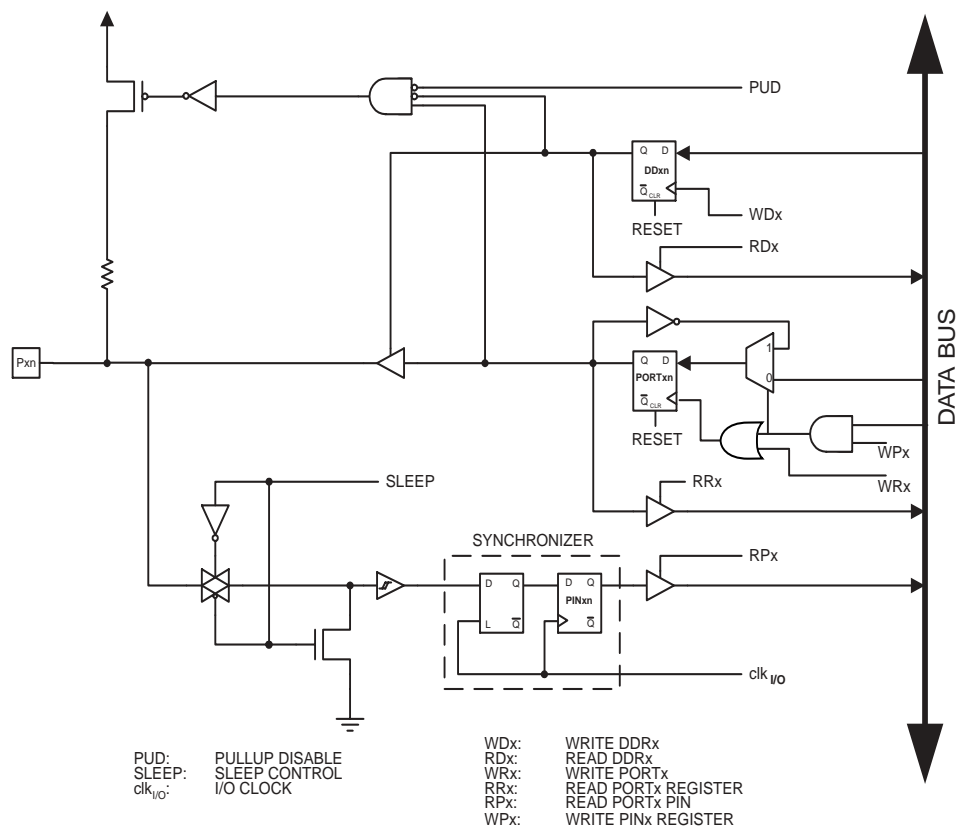 PUD
Q D
DDxn
Q CLR
WDx
RESET
RDx
Pxn
1
Q D
PORTxn
0
Q CLR
RESET
WPx
WRx
RRx
SLEEP
SYNCHRONIZER
D Q
L Q
D Q
PINxn
Q
RPx
clk I/O
DATA BUS
PUD: PULLUP DISABLE
SLEEP: SLEEP CONTROL
clkI/O: I/O CLOCK
WDx: WRITE DDRx
RDx: READ DDRx
WRx: WRITE PORTx
RRx: READ PORTx REGISTER
RPx: READ PORTx PIN
WPx: WRITE PINx REGISTER